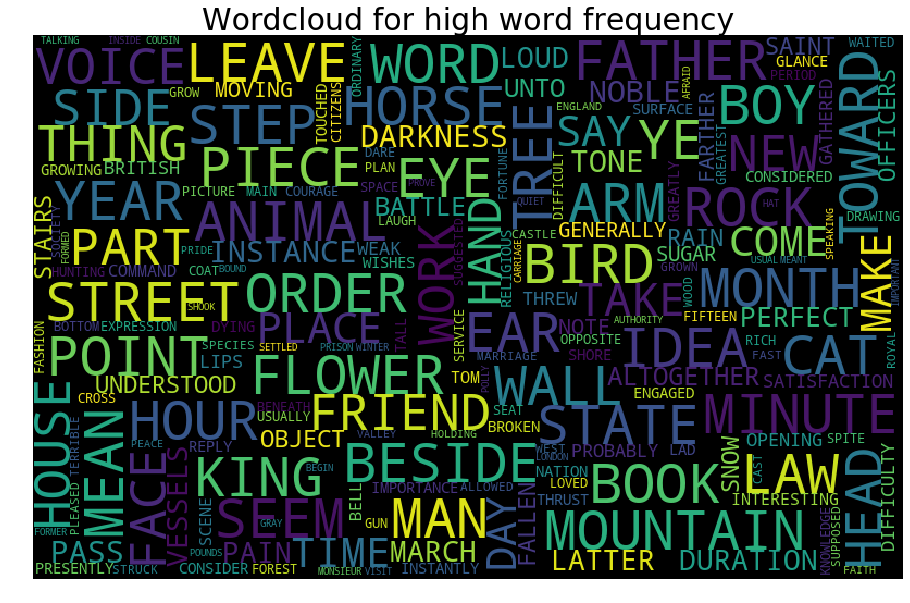 Wordcloud for high word frequency
TALKING INSIDE COUSIN
VOICE LEAVE WORD LOUD FATHER SAINT WAITED
GLANCE
GROW MOVING ORDINARY UNTO NOBLE AFRAID PERIOD
SIDE STEP HORSE BOY TOWARD OFFICERS
TOUCHED CITIZENS ENGLAND SURFACE FARTHER GATHERED
THING DARKNESS TREE SAY YE NEW GREATEST
GROWING BRITISH PIECE DARE PLAN EYE FORTUNE TONE CONSIDERED
PICTURE MAIN COURAGE SPACE PROVE QUIET DIFFICULT ARM GREATLY ROCK HAT
YEAR ANIMAL BATTLE HAND
STAIRS SOCIETY LAUGH CASTLE GENERALLY RAIN COME DRAWING
FORMED PART PRIDE INSTANCE WEAK WORK SUGGESTED RELIGIOUS CARRIAGE BIRD SUGAR USUAL MEANT SPEAKING
HUNTING COMMAND COAT BOUND WISHES GROWN WOOD MONTH MAKE IMPORTANT
STREET SHOOK ORDER THREW TAKE
BOTTOM EXPRESSION DYING PLACE TALL SERVICE EAR NOTE AUTHORITY FIFTEEN PERFECT
FASHION SPECIES SETTLED PRISON WINTER OPPOSITE IDEA RICH FAST CAT ROYAL
POINT LIPS FLOWER MARRIAGE SHORE
UNDERSTOOD TOM POLLY WALL ALTOGETHER SATISFACTION
CROSS BENEATH FRIEND SEAT ENGAGED
HOUSE MEAN HOUR USUALLY BROKEN STATE MINUTE
TERRIBLE PEACE REPLY OBJECT VALLEY HOLDING WEST LONDON PROBABLY LAD OPENING SPITE
PLEASED FACE VESSELS KING BEGIN BESIDE NATION BOOK SNOW CAST LAW HEAD
FORMER SCENE BELL IMPORTANCE ALLOWED LOVED INTERESTING DIFFICULTY
SEEM GRAY GUN MAN DAY FALLEN THRUST MOUNTAIN KNOWLEDGE SUPPOSED
PASS PAIN TIME MARCH LATTER DURATION
PRESENTLY STRUCK POUNDS CONSIDER FOREST MONSIEUR VISIT INSTANTLY FAITH